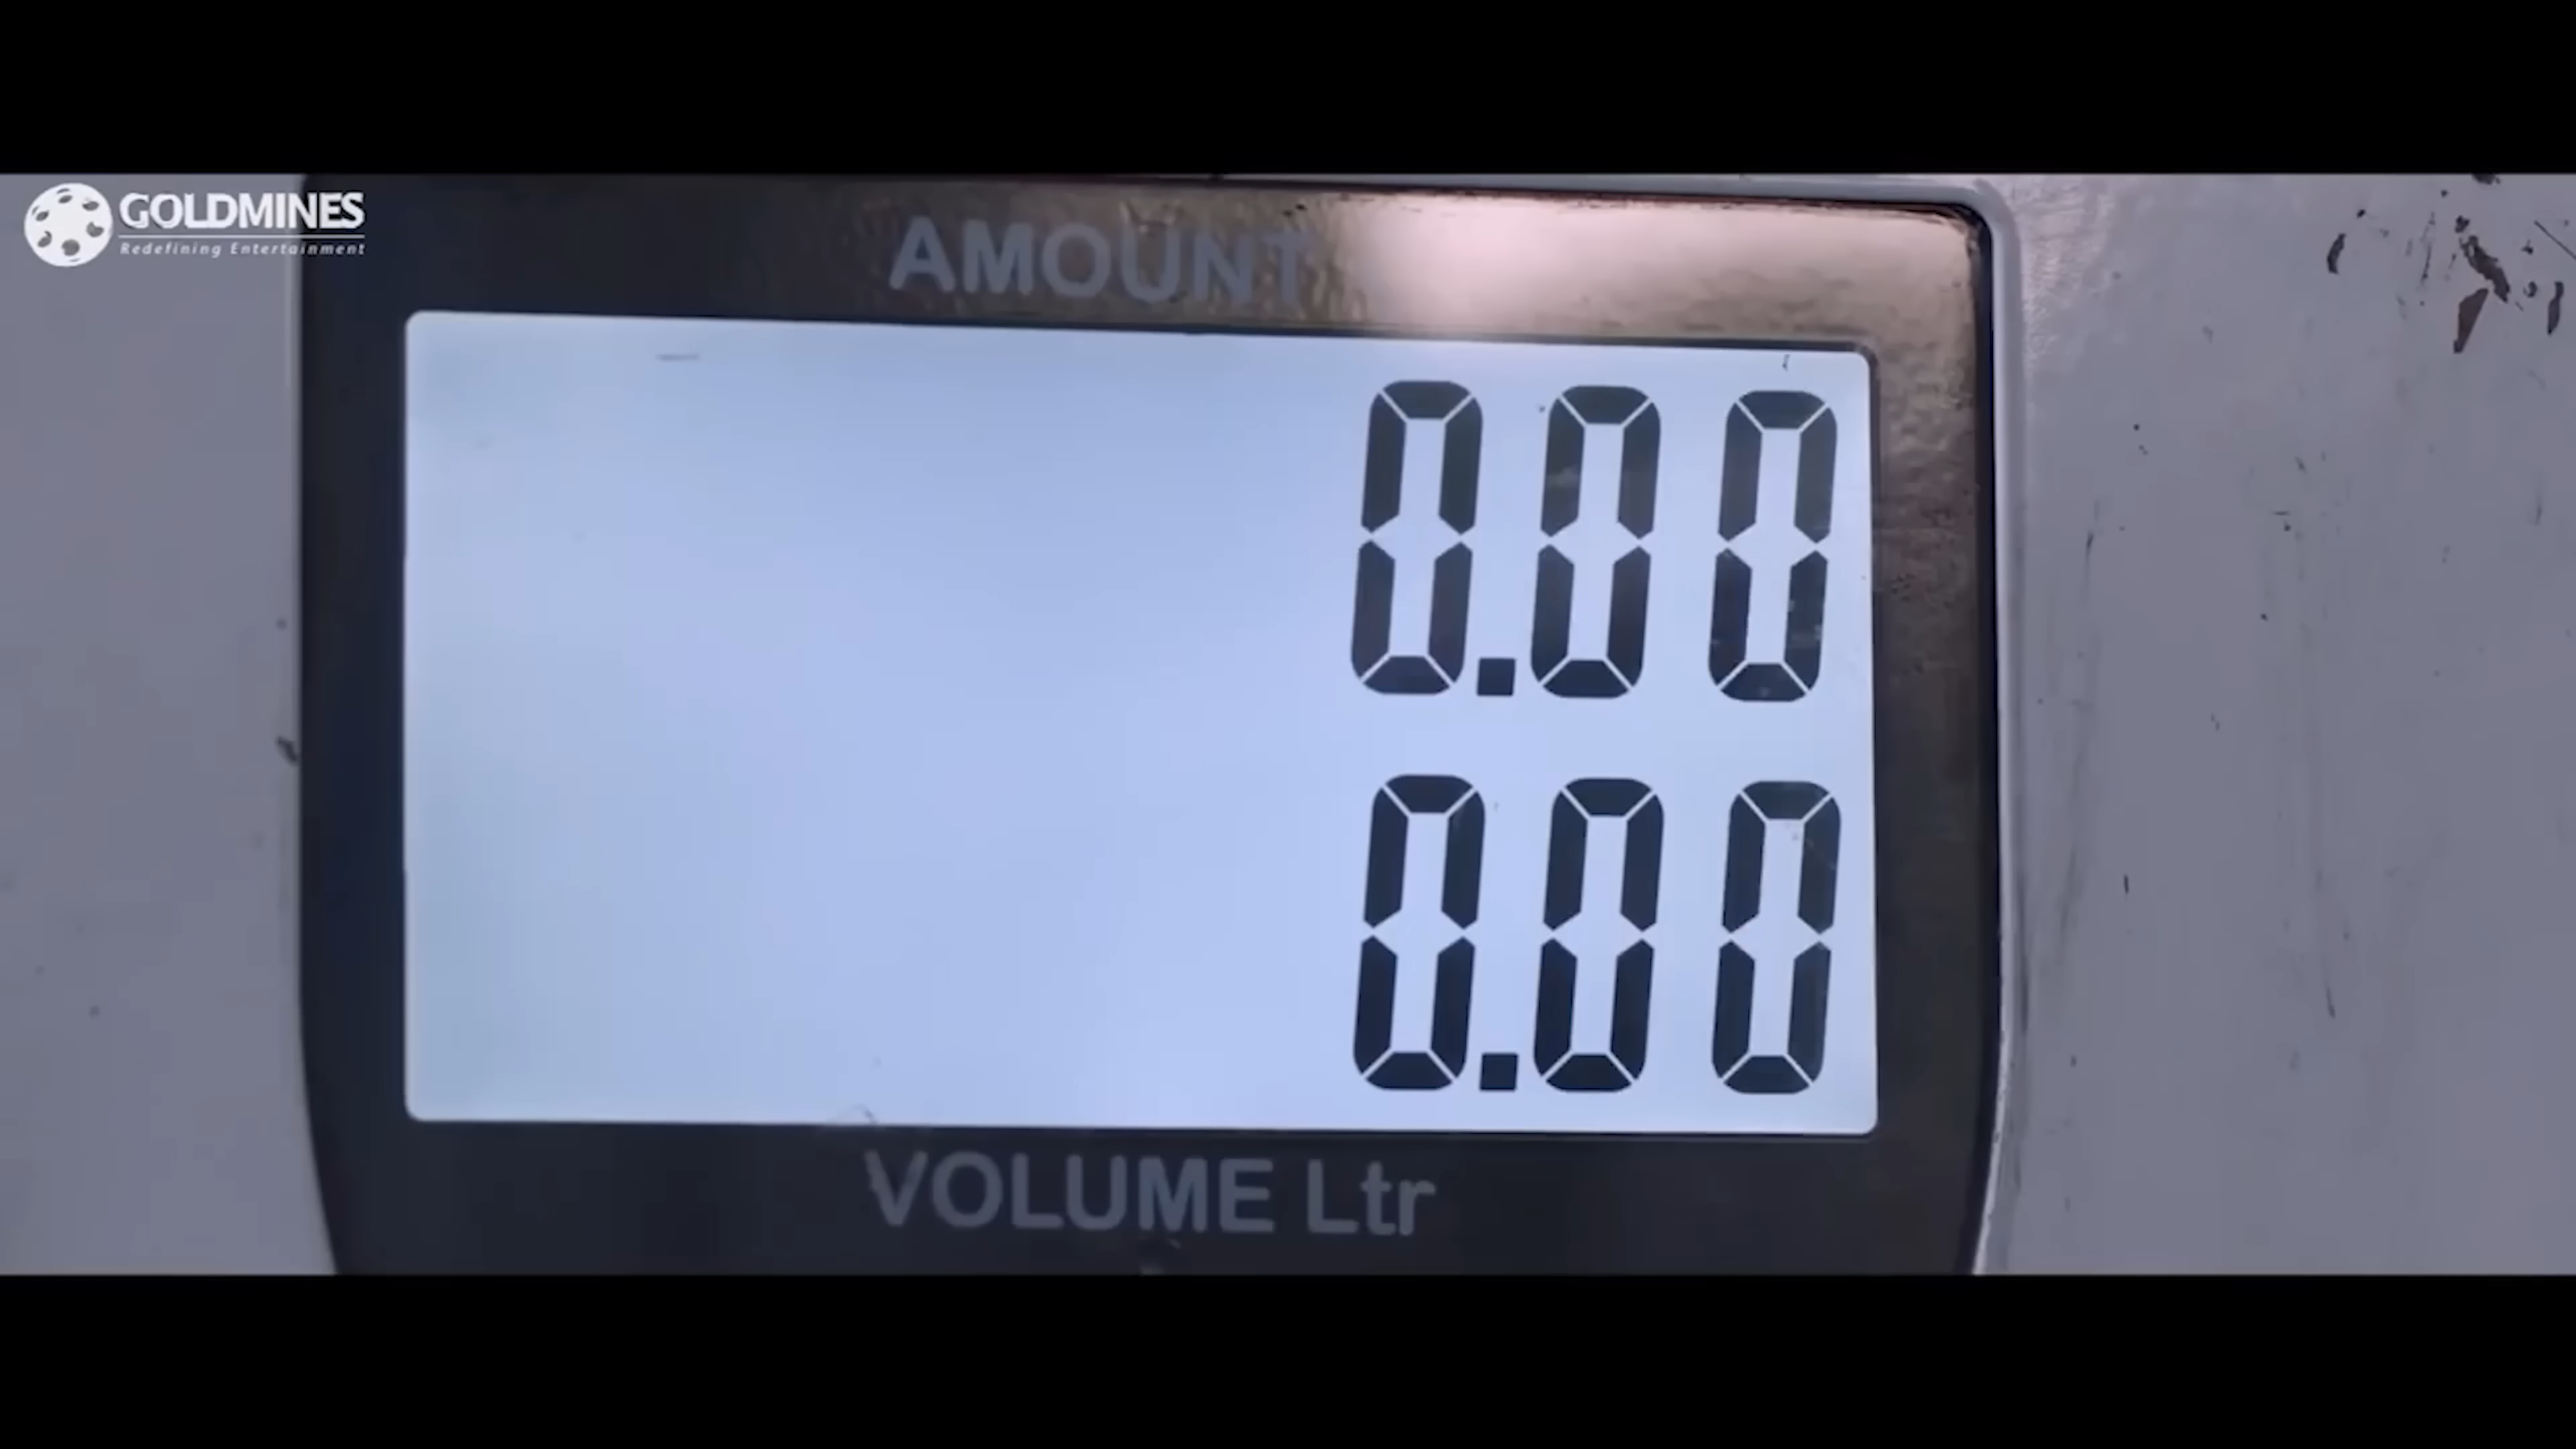 GOLDMINES
Redefining Entertainment
AMOUNT
0.00
0.00
VOLUME Ltr